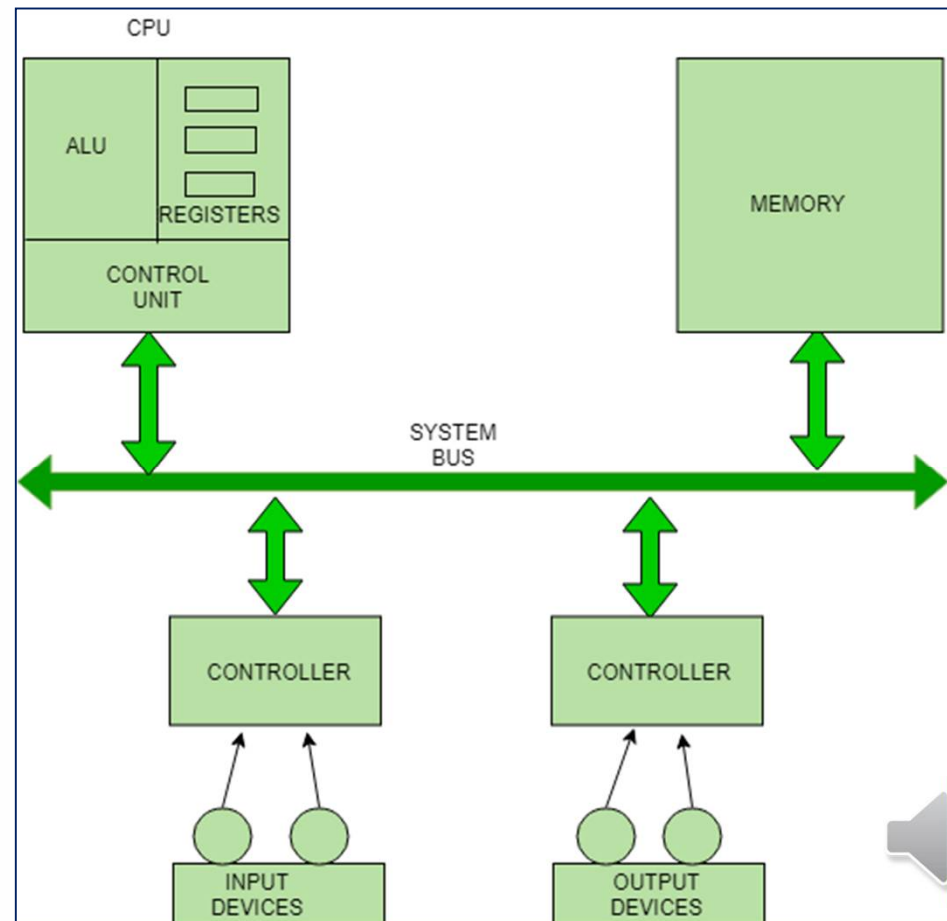 CPU
ALU
REGISTERS
CONTROL
UNIT
MEMORY
SYSTEM
BUS
CONTROLLER
CONTROLLER
INPUT
DEVICES
OUTPUT
DEVICES